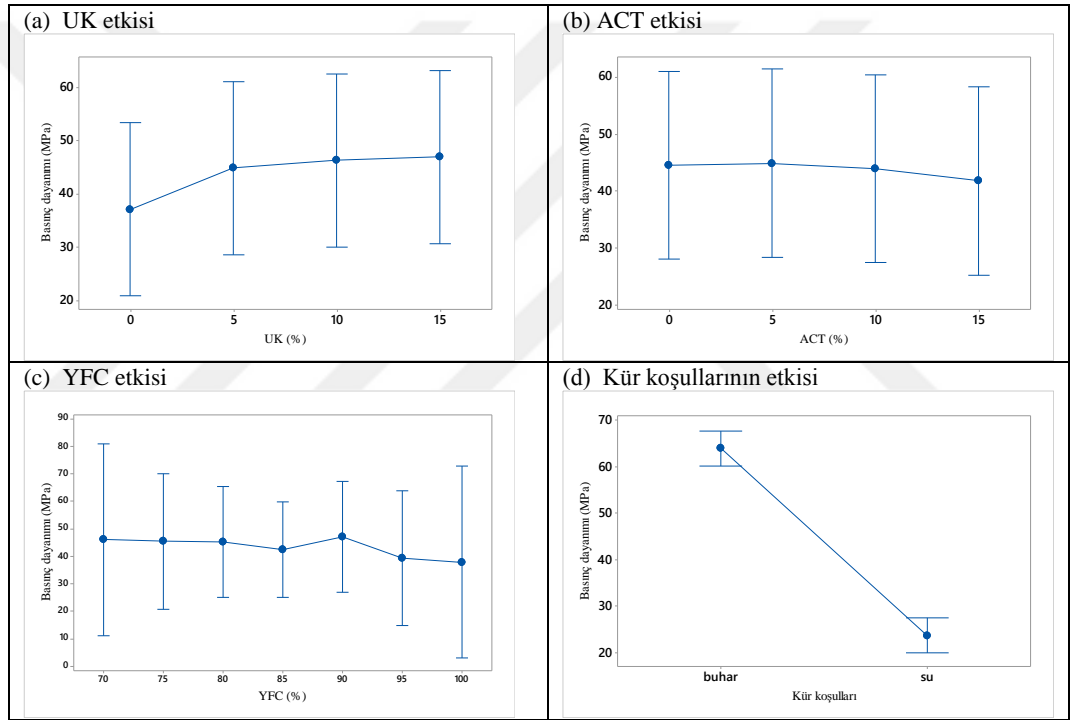 (a) UK etkisi
60
50
40
30
20
Basınç dayanımı (MPa)
0 5 10 15
UK (%)
(b) ACT etkisi
60
50
40
30
20
Basınç dayanımı (MPa)
0 5 10 15
ACT (%)
(c) YFC etkisi
90
80
70
60
50
40
30
20
10
0
Basınç dayanımı (MPa)
70 75 80 85 90 95 100
YFC (%)
(d) Kür koşullarının etkisi
70
60
50
40
30
20
Basınç dayanımı (MPa)
buhar su
Kür koşulları